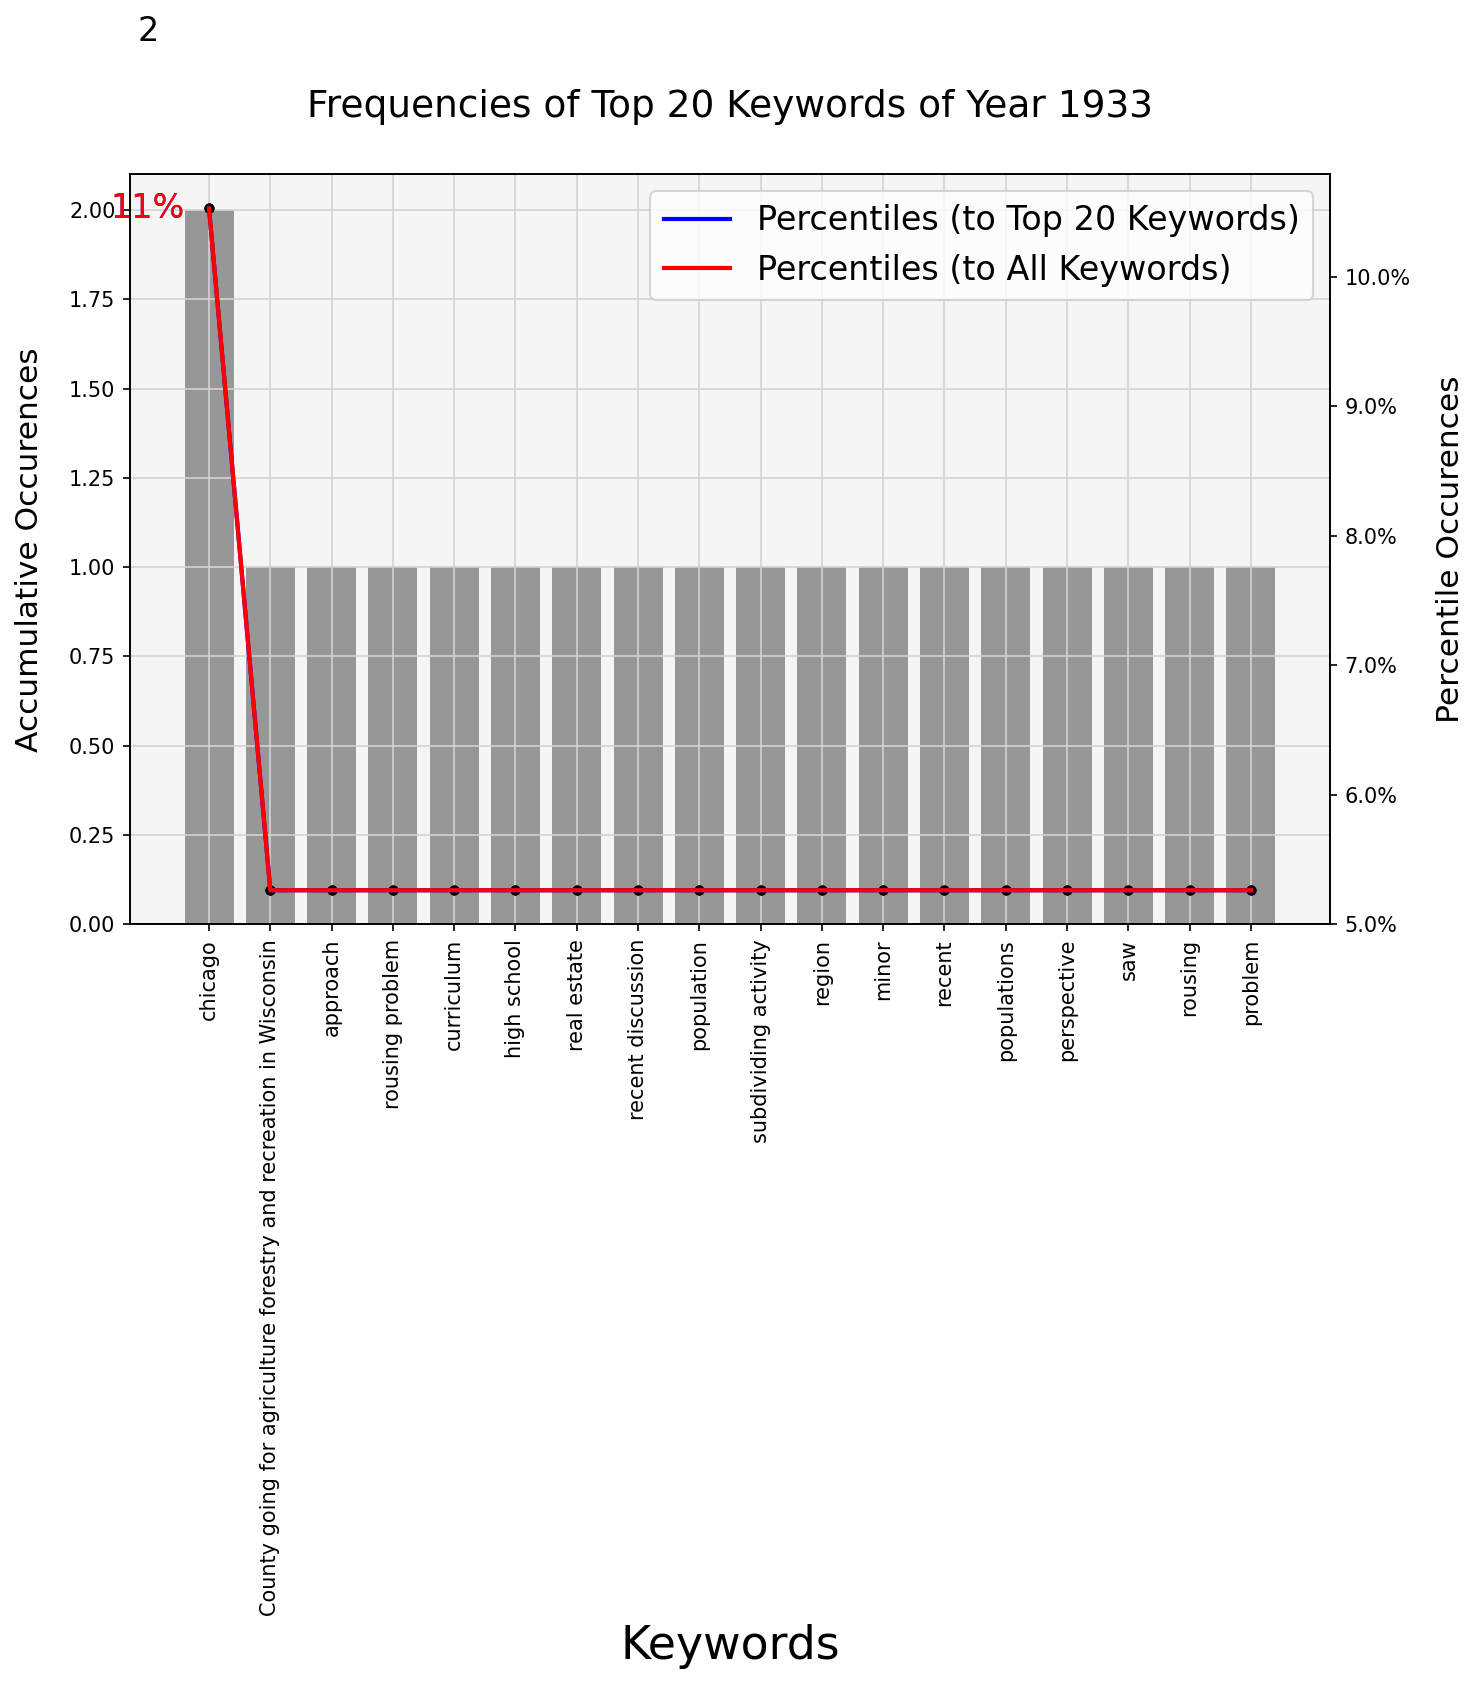 2
Frequencies of Top 20 Keywords of Year 1933
11%
Percentiles (to Top 20 Keywords)
Percentiles (to All Keywords)
Accumulative Occurences
2.00
1.75
1.50
1.25
1.00
0.75
0.50
0.25
0.00
10.0%
9.0%
8.0%
7.0%
6.0%
5.0%
Percentile Occurences
chicago
County going for agriculture forestry and recreation in Wisconsin
approach
rousing problem
curriculum
high school
real estate
recent discussion
population
subdividing activity
region
minor
recent
populations
perspective
saw
rousing
problem
Keywords